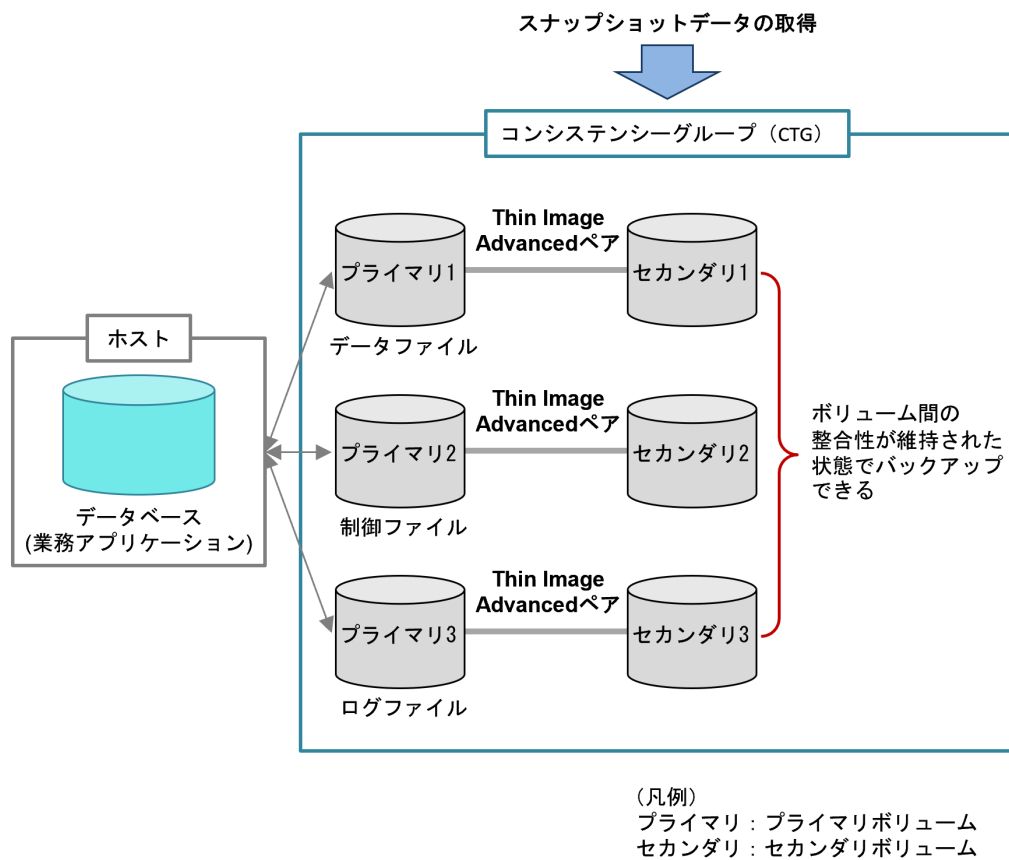 スナップショットデータの取得
コンシステンシーグループ（CTG）
Thin Image
Advancedペア
プライマリ1
セカンダリ1
データファイル
ホスト
データベース
(業務アプリケーション)
Thin Image
Advancedペア
プライマリ2
セカンダリ2
制御ファイル
ボリューム間の
整合性が維持された
状態でバックアップ
できる
Thin Image
Advancedペア
プライマリ3
セカンダリ3
ログファイル
（凡例）
プライマリ：プライマリボリューム
セカンダリ：セカンダリボリューム